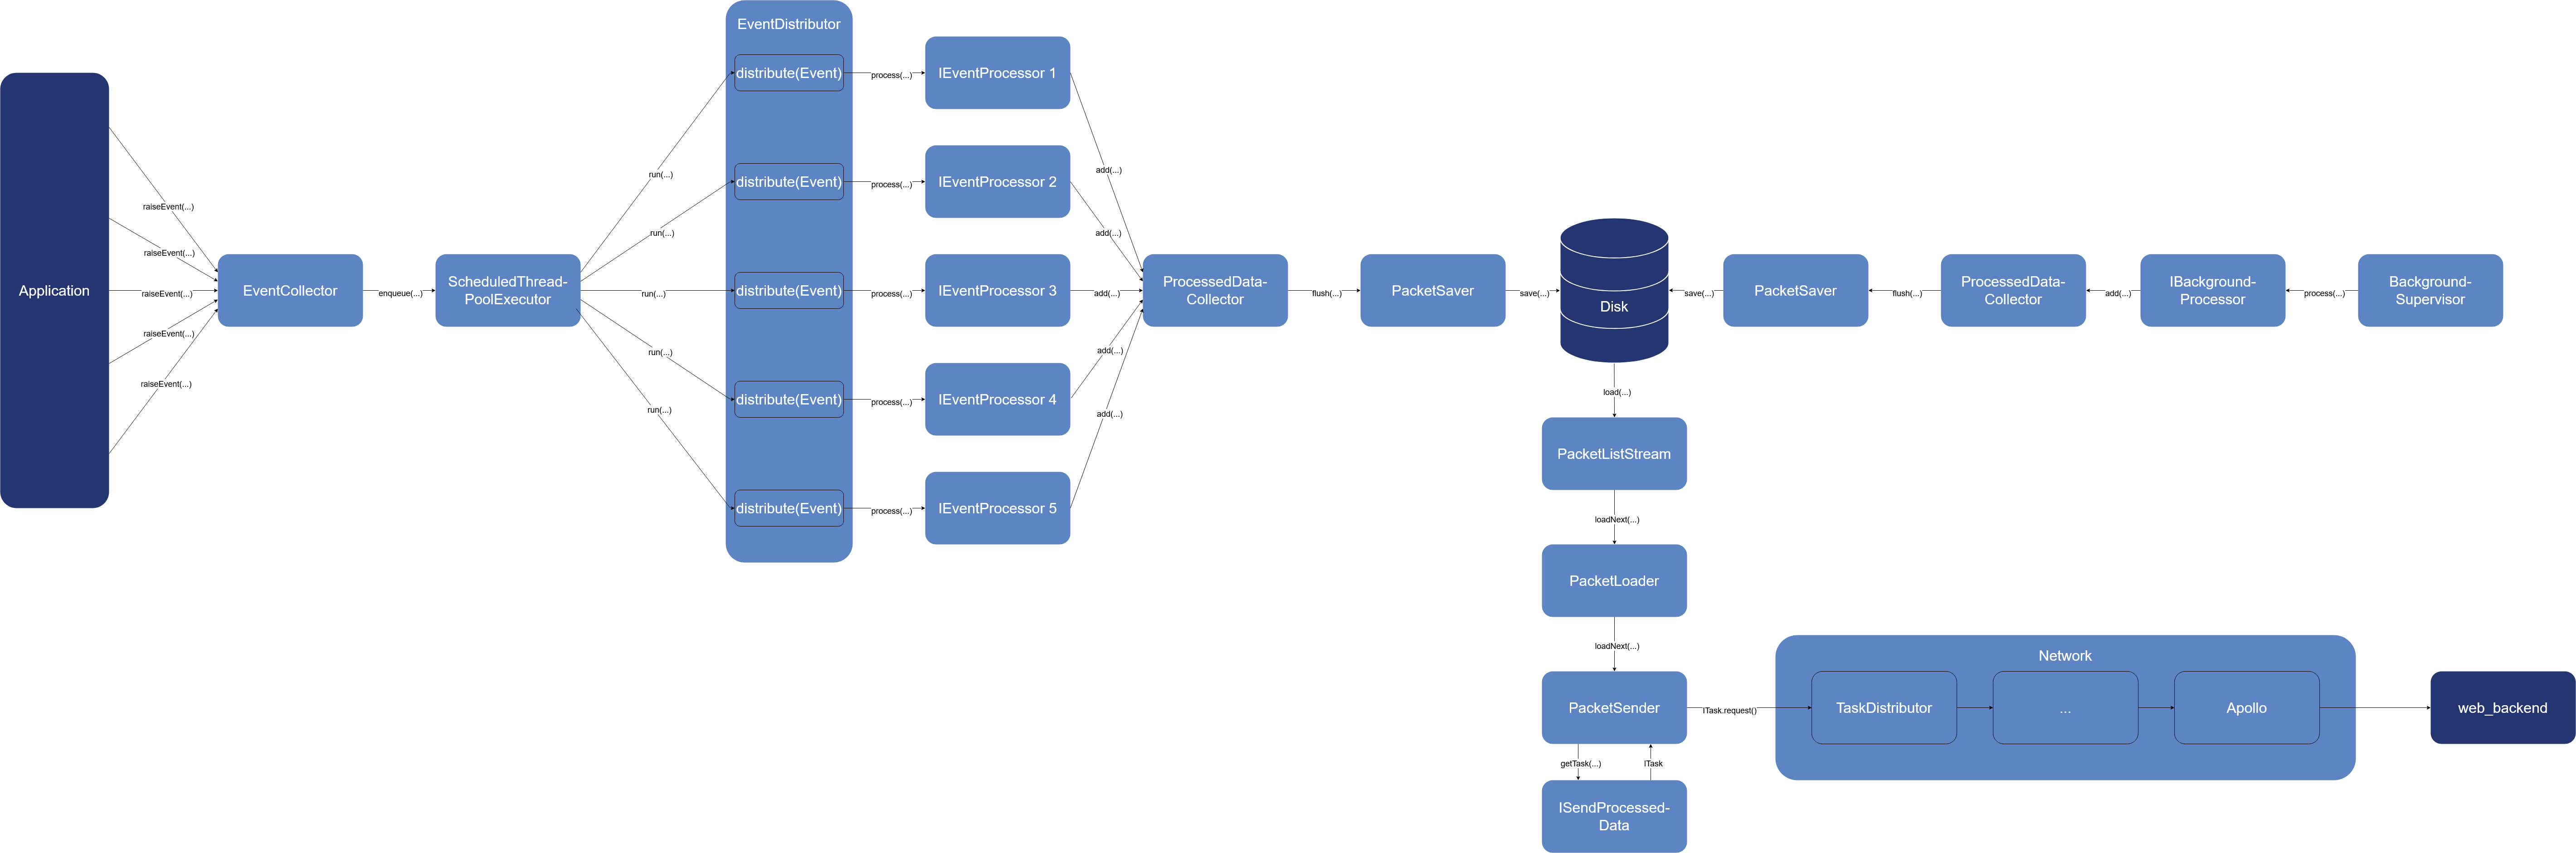 Application
raiseEvent(...)
raiseEvent(...)
raiseEvent(...)
raiseEvent(...)
raiseEvent(...)
EventCollector
enqueue(...)
ScheduledThread-
PoolExecutor
run(...)
run(...)
run(...)
run(...)
run(...)
EventDistributor
distribute(Event)
distribute(Event)
distribute(Event)
distribute(Event)
distribute(Event)
process(...)
process(...)
process(...)
process(...)
process(...)
IEventProcessor 1
IEventProcessor 2
IEventProcessor 3
IEventProcessor 4
IEventProcessor 5
add(...)
add(...)
add(...)
add(...)
add(...)
ProcessedData-
Collector
flush(...)
PacketSaver
save(...)
Disk
save(...)
PacketSaver
flush(...)
ProcessedData-
Collector
add(...)
IBackground-
Processor
process(...)
Background-
Supervisor
load(...)
PacketListStream
loadNext(...)
PacketLoader
loadNext(...)
PacketSender
getTask(...)
ITask
ISendProcessed-
Data
ITask.request()
Network
TaskDistributor
...
Apollo
web_backend